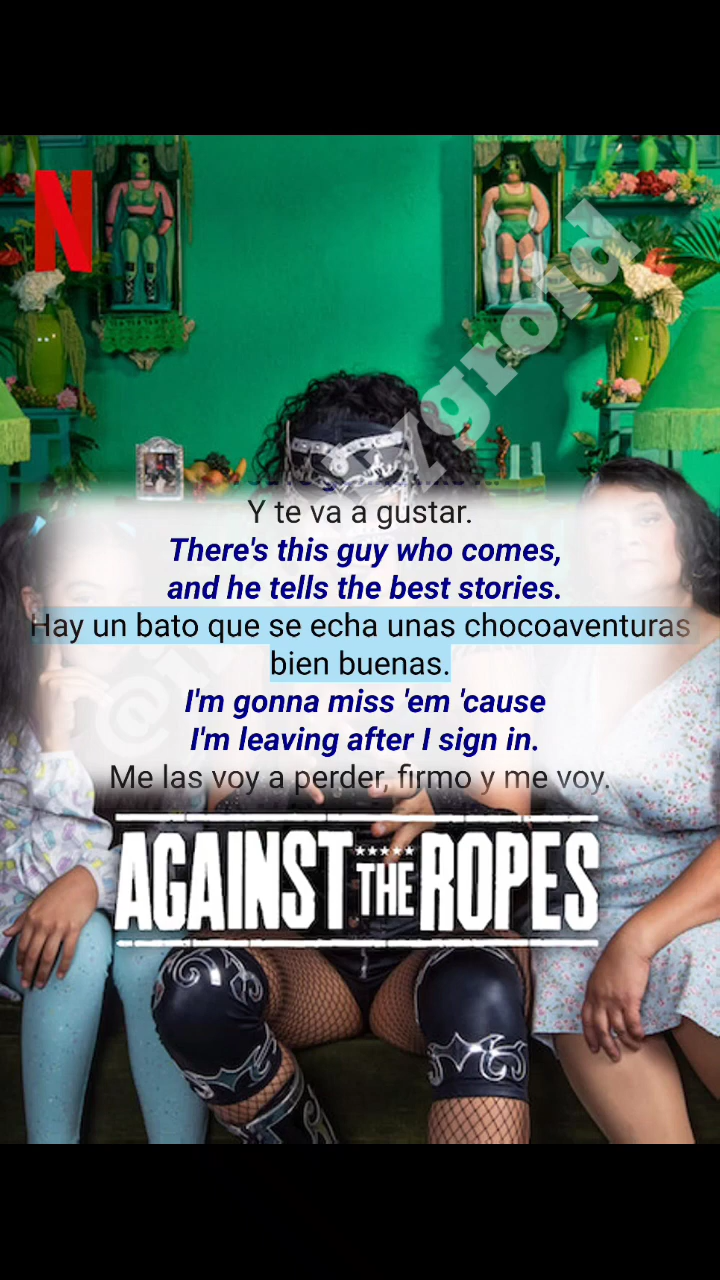 N
Y te va a gustar.
There's this guy who comes,
and he tells the best stories.
Hay un bato que se echa unas chocoaventuras
bien buenas.
I'm gonna miss 'em 'cause
I'm leaving after I sign in.
Me las voy a perder, firmo y me voy.
AGAINST THE ROPES